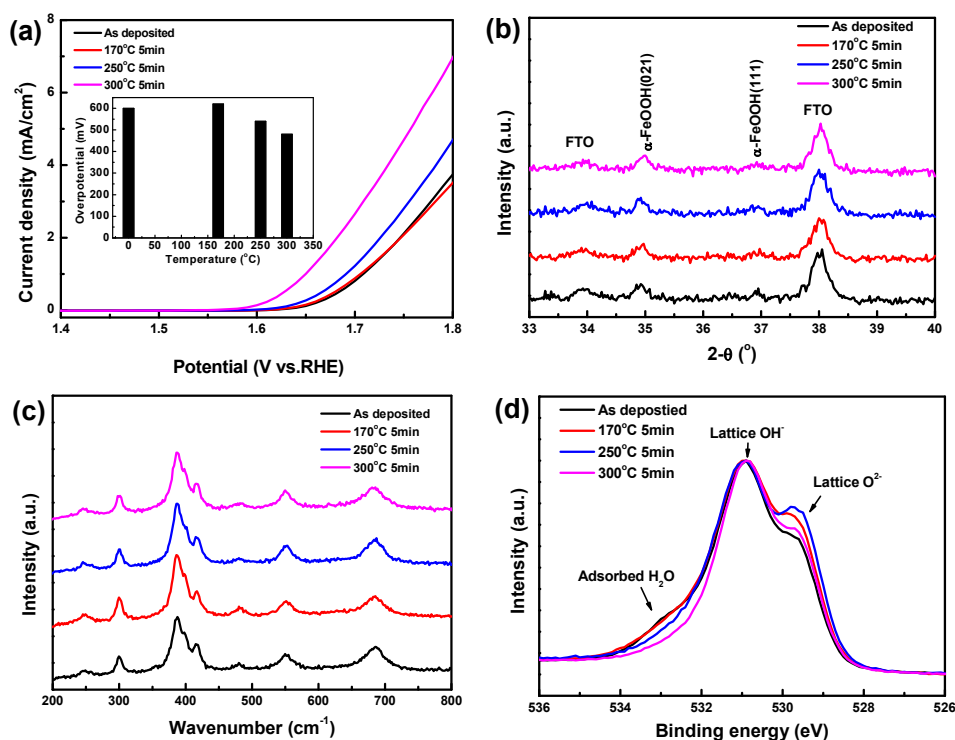 (a)
As deposited
170°C 5min
250°C 5min
300°C 5min
Current density (mA/cm²)
8
6
4
2
0
1.4 1.5 1.6 1.7 1.8
Potential (V vs.RHE)
Overpotential (mV)
700
600
500
400
300
200
100
0
0 50 100 150 200 250 300 350
Temperature (°C)
(b)
As deposited
170°C 5min
250°C 5min
300°C 5min
FTO
α-FeOOH(021)
α-FeOOH(111)
FTO
Intensity (a.u.)
33 34 35 36 37 38 39 40
2-θ (°)
(c)
As deposited
170°C 5min
250°C 5min
300°C 5min
Intensity (a.u.)
200 300 400 500 600 700 800
Wavenumber (cm⁻¹)
(d)
As depostied
170°C 5min
250°C 5min
300°C 5min
Lattice OH⁻
Lattice O²⁻
Adsorbed H₂O
Intensity (a.u.)
536 534 532 530 528 526
Binding energy (eV)